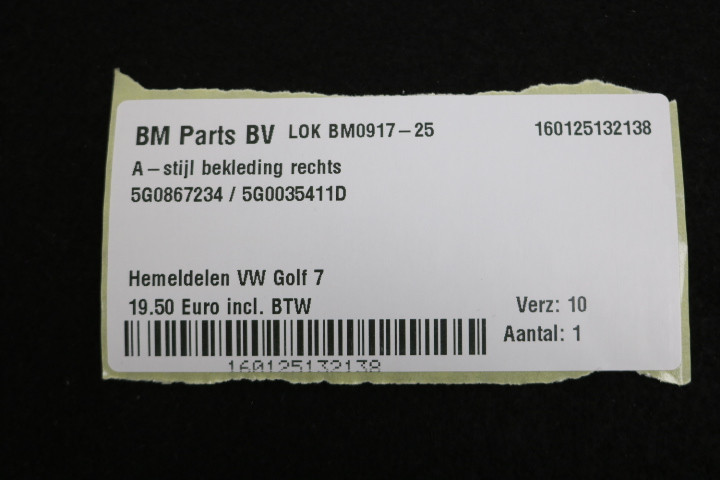 BM Parts BV LOK BM0917-25 160125132138
A-stijl bekleding rechts
5G0867234 / 5G0035411D
Hemeldelen VW Golf 7
19.50 Euro incl. BTW Verz: 10
Aantal: 1
160125132138